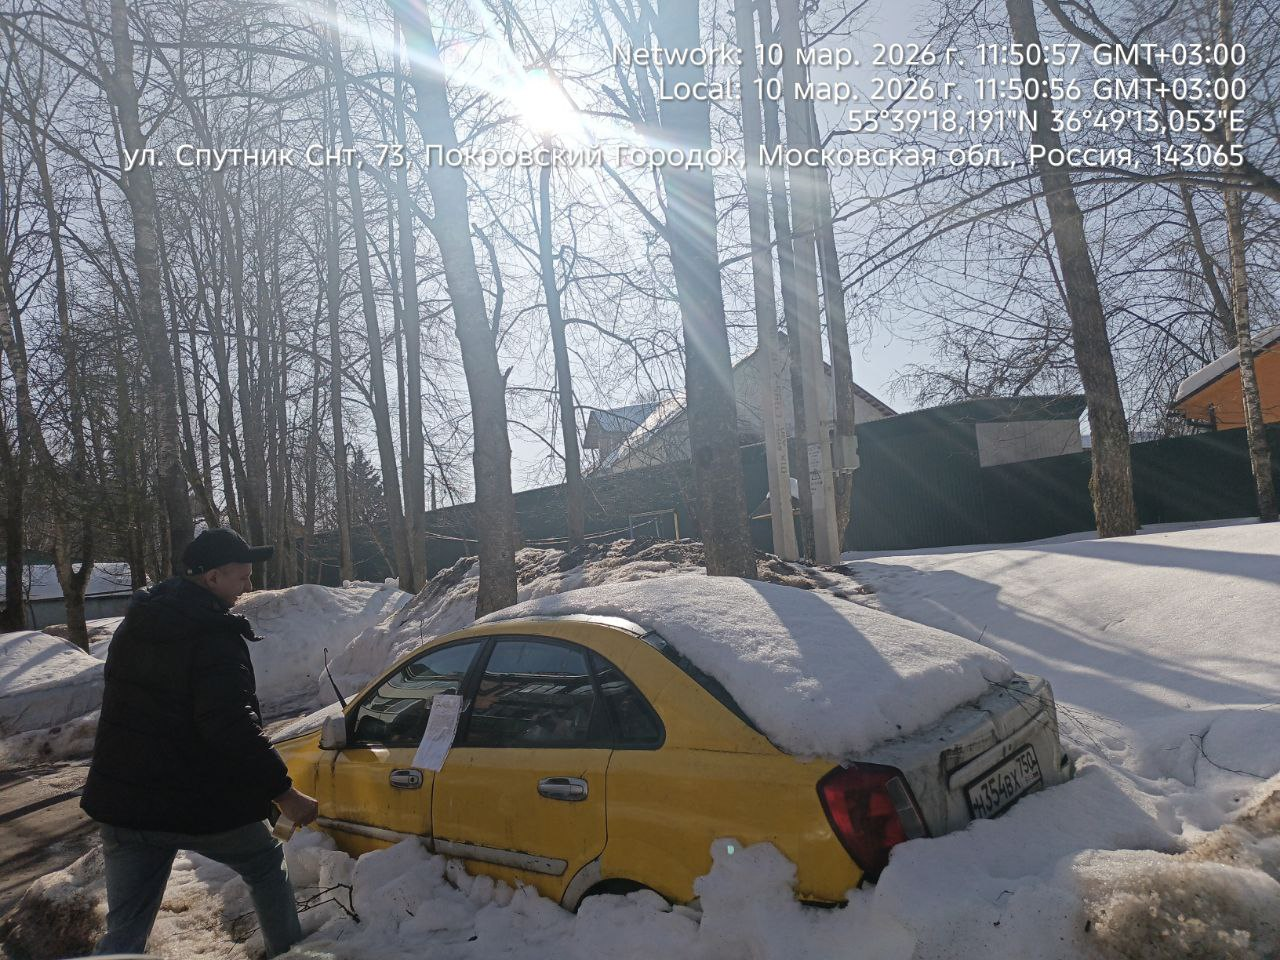 Network: 10 мар. 2026 г. 11:50:57 GMT+03:00
Local: 10 мар. 2026 г. 11:50:56 GMT+03:00
55°39'18,191"N 36°49'13,053"E
ул. Спутник Снт, 73, Покровский Городок, Московская обл., Россия, 143065
Н354ВХ 750